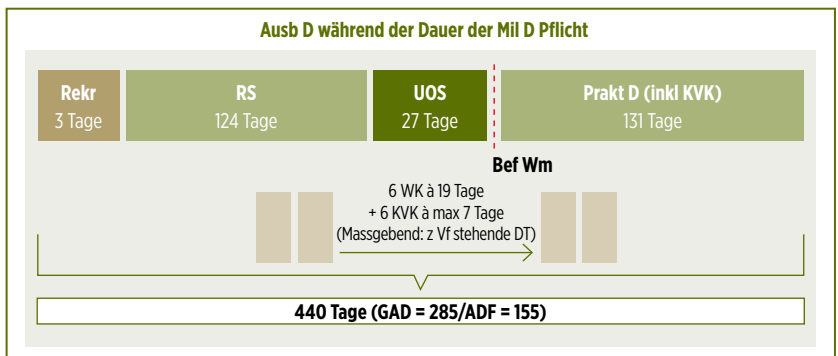 Ausb D während der Dauer der Mil D Pflicht
Rekr
3 Tage
RS
124 Tage
UOS
27 Tage
Prakt D (inkl KVK)
131 Tage
Bef Wm
6 WK à 19 Tage
+ 6 KVK à max 7 Tage
(Massgebend: z Vf stehende DT)
440 Tage (GAD = 285/ADF = 155)